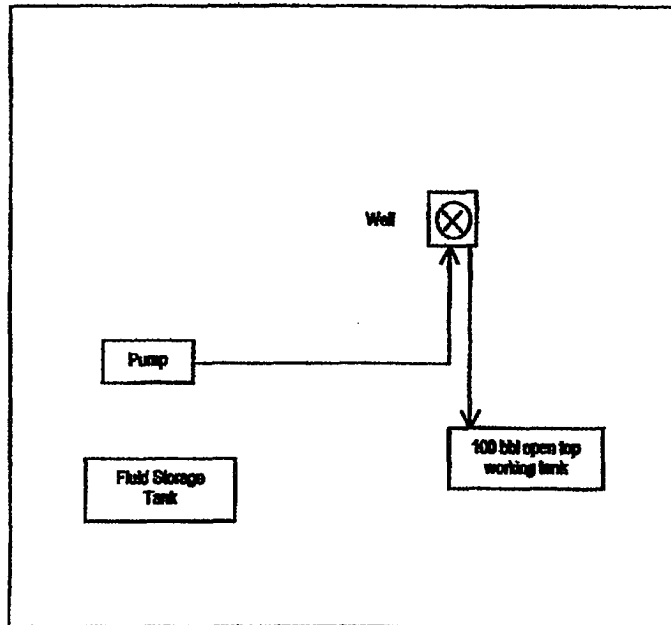 Well
Pump
100 bbl open top
working tank
Fluid Storage
Tank